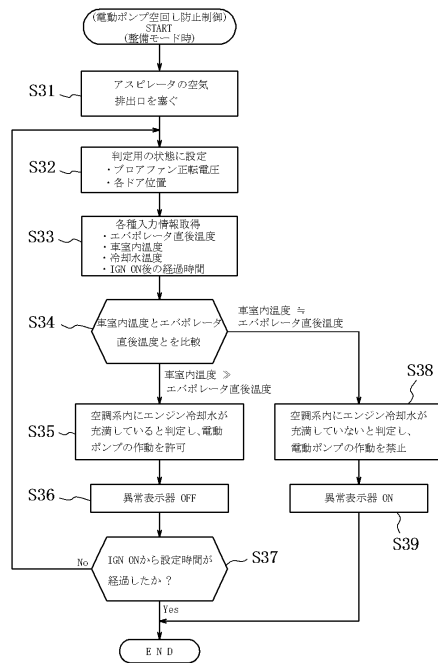 (電動ポンプ空回し防止制御)
START
(整備モード時)
S31
アスピレータの空気
排出口を塞ぐ
S32
判定用の状態に設定
・ブロアファン正転電圧
・各ドア位置
S33
各種入力情報取得
・エバポレータ直後温度
・車室内温度
・冷却水温度
・IGN ON後の経過時間
S34
車室内温度とエバポレータ
直後温度とを比較
車室内温度 ≒
エバポレータ直後温度
車室内温度 ≫
エバポレータ直後温度
S35
空調系内にエンジン冷却水が
充満していると判定し、電動
ポンプの作動を許可
S38
空調系内にエンジン冷却水が
充満していないと判定し、
電動ポンプの作動を禁止
S36
異常表示器 OFF
異常表示器 ON
S39
S37
No
IGN ONから設定時間が
経過したか?
Yes
END